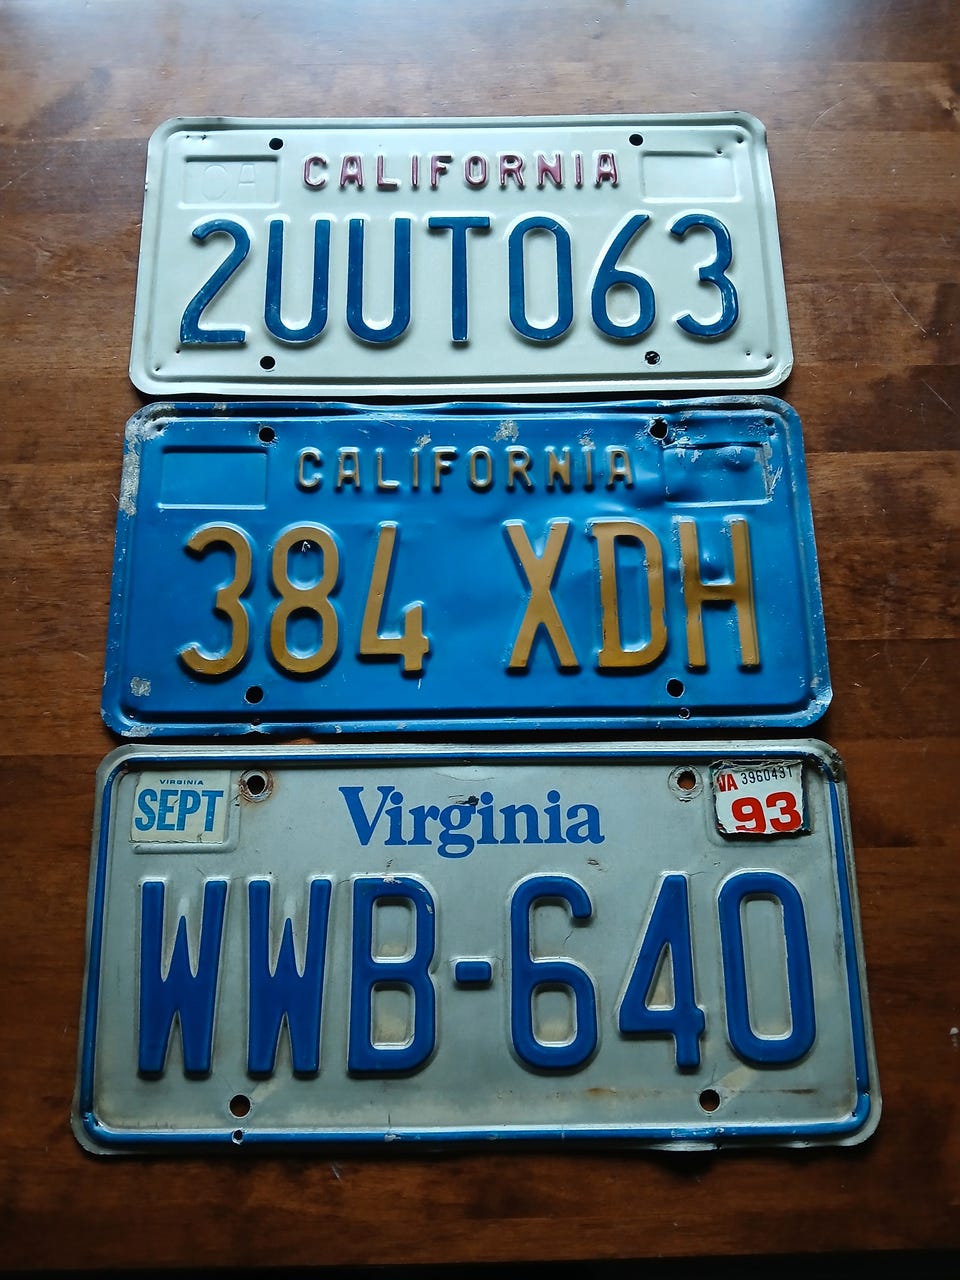 CALIFORNIA
2UUT063
CALIFORNIA
384 XDH
VIRGINIA
SEPT
Virginia
VA 3960431
93
WWB-640